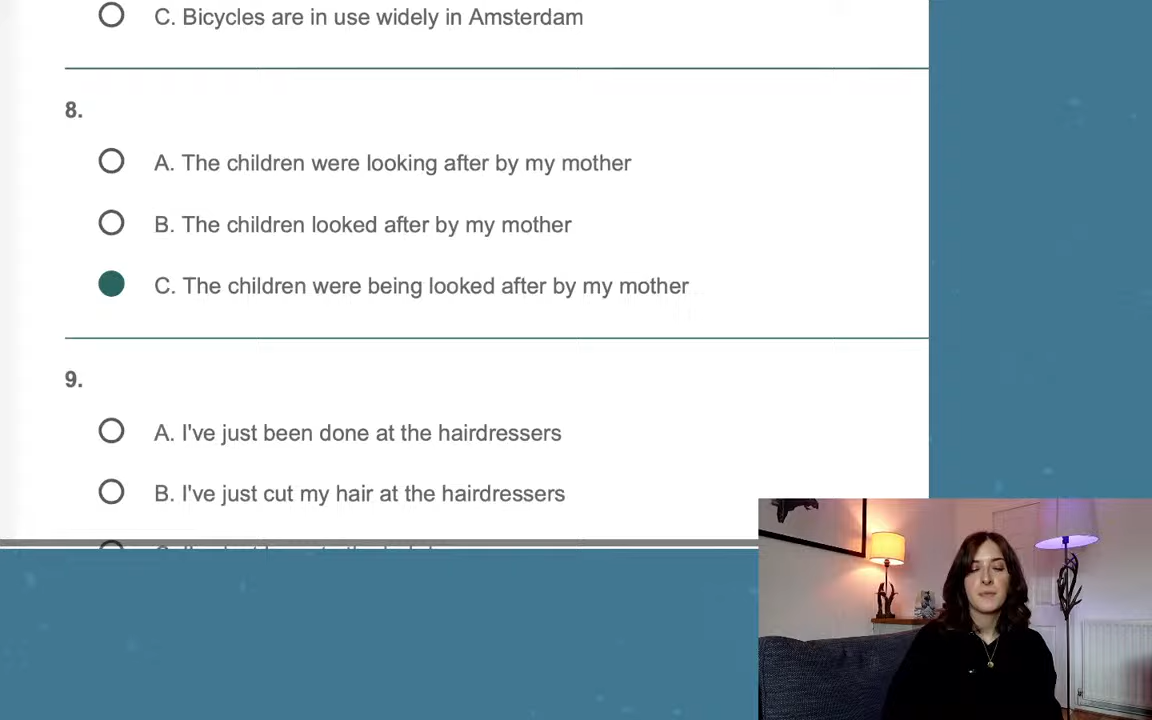 C. Bicycles are in use widely in Amsterdam
8.
A. The children were looking after by my mother
B. The children looked after by my mother
C. The children were being looked after by my mother
9.
A. I've just been done at the hairdressers
B. I've just cut my hair at the hairdressers